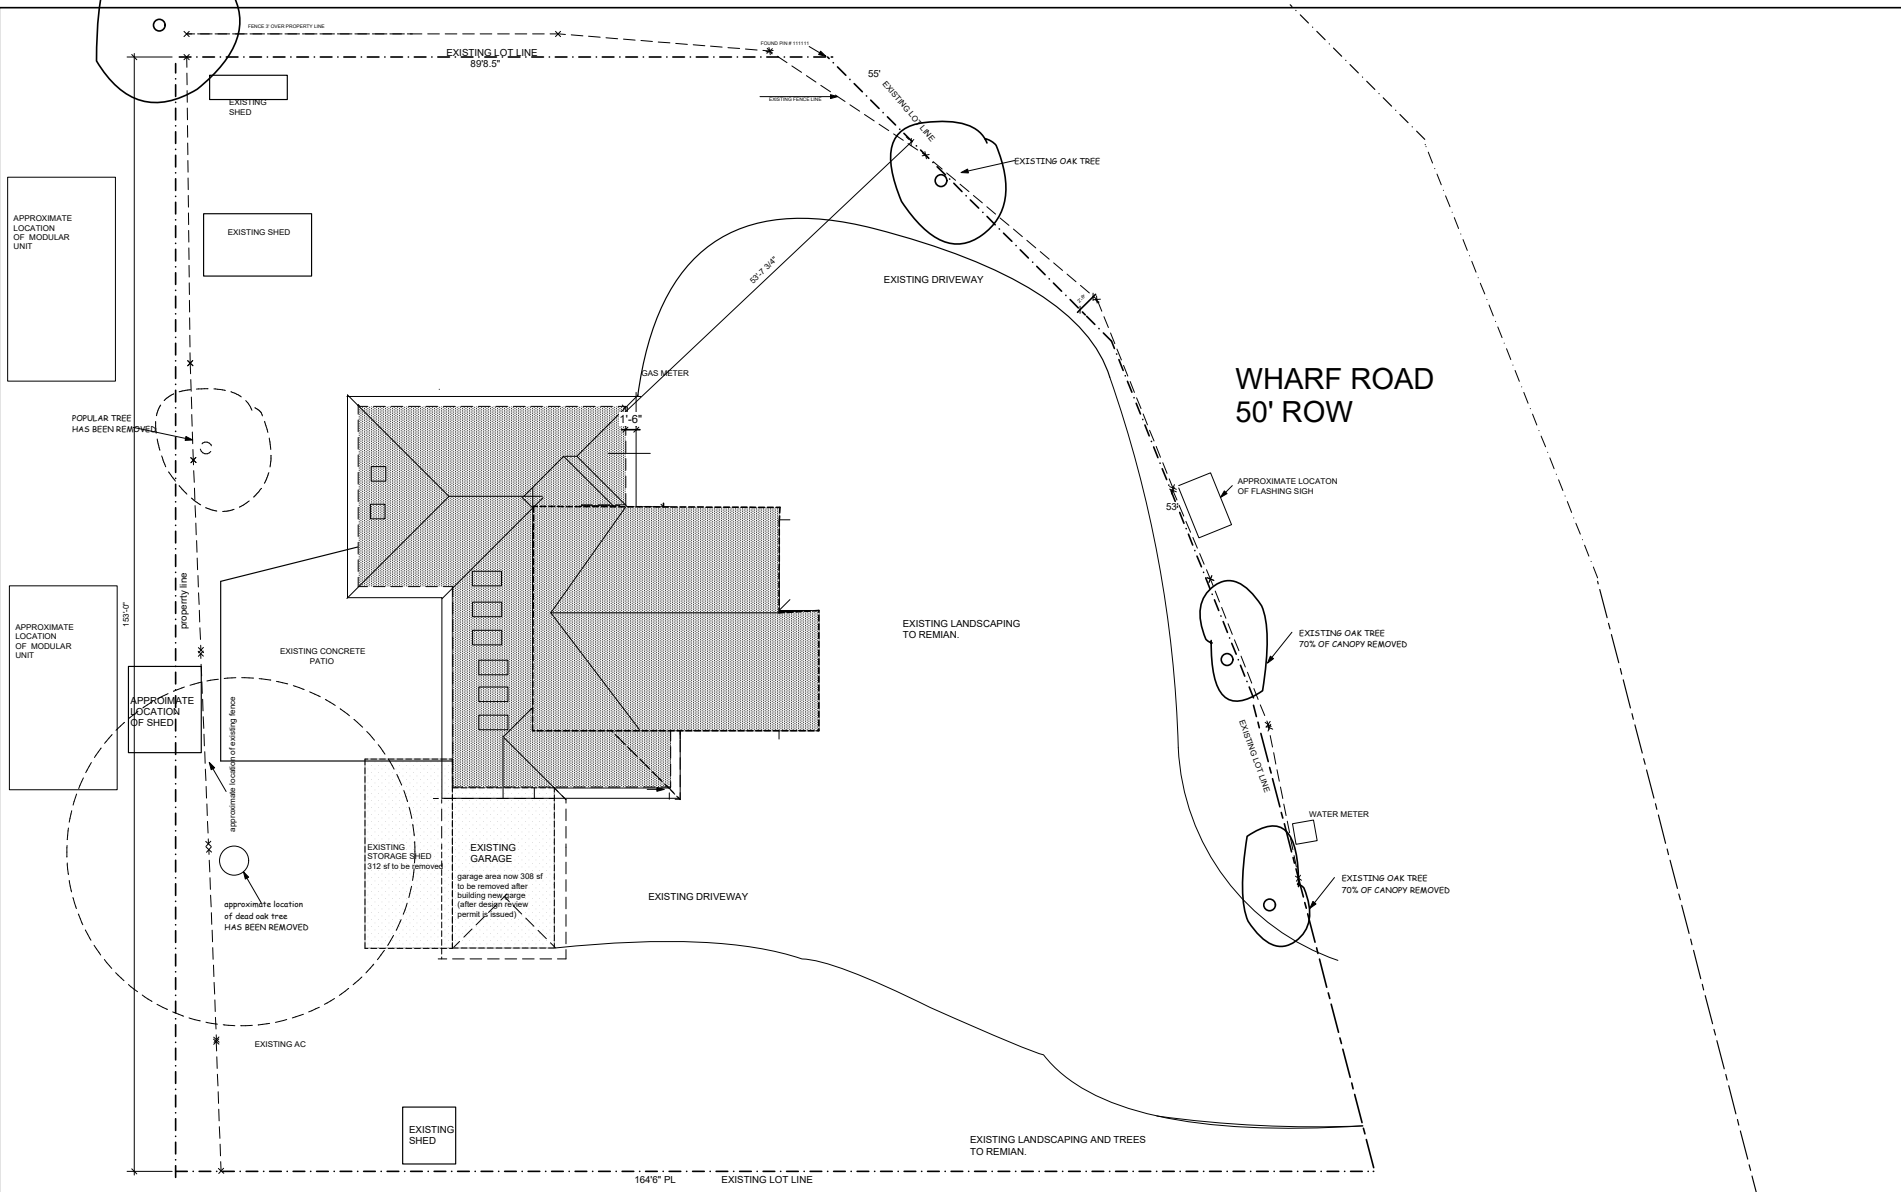 FENCE 2' OVER PROPERTY LINE
EXISTING LOT LINE
89'8.5"
FOUND PIN # 111111
55'
EXISTING LOT LINE
EXISTING FENCE LINE
EXISTING
SHED
EXISTING OAK TREE
APPROXIMATE
LOCATION
OF MODULAR
UNIT
EXISTING SHED
53'-7 3/4"
EXISTING DRIVEWAY
WHARF ROAD
50' ROW
GAS METER
1'-6"
POPULAR TREE
HAS BEEN REMOVED
APPROXIMATE LOCATON
OF FLASHING SIGH
53'
153'-0"
property line
APPROXIMATE
LOCATION
OF MODULAR
UNIT
EXISTING CONCRETE
PATIO
EXISTING LANDSCAPING
TO REMIAN.
EXISTING OAK TREE
70% OF CANOPY REMOVED
APPROIMATE
LOCATION
OF SHED
approximate location of existing fence
EXISTING LOT LINE
WATER METER
EXISTING
STORAGE SHED
312 sf to be removed
EXISTING
GARAGE
garage area now 308 sf
to be removed after
building new garge
(after design review
permit is issued)
EXISTING DRIVEWAY
EXISTING OAK TREE
70% OF CANOPY REMOVED
approximate location
of dead oak tree
HAS BEEN REMOVED
EXISTING AC
EXISTING
SHED
EXISTING LANDSCAPING AND TREES
TO REMIAN.
164'6" PL
EXISTING LOT LINE